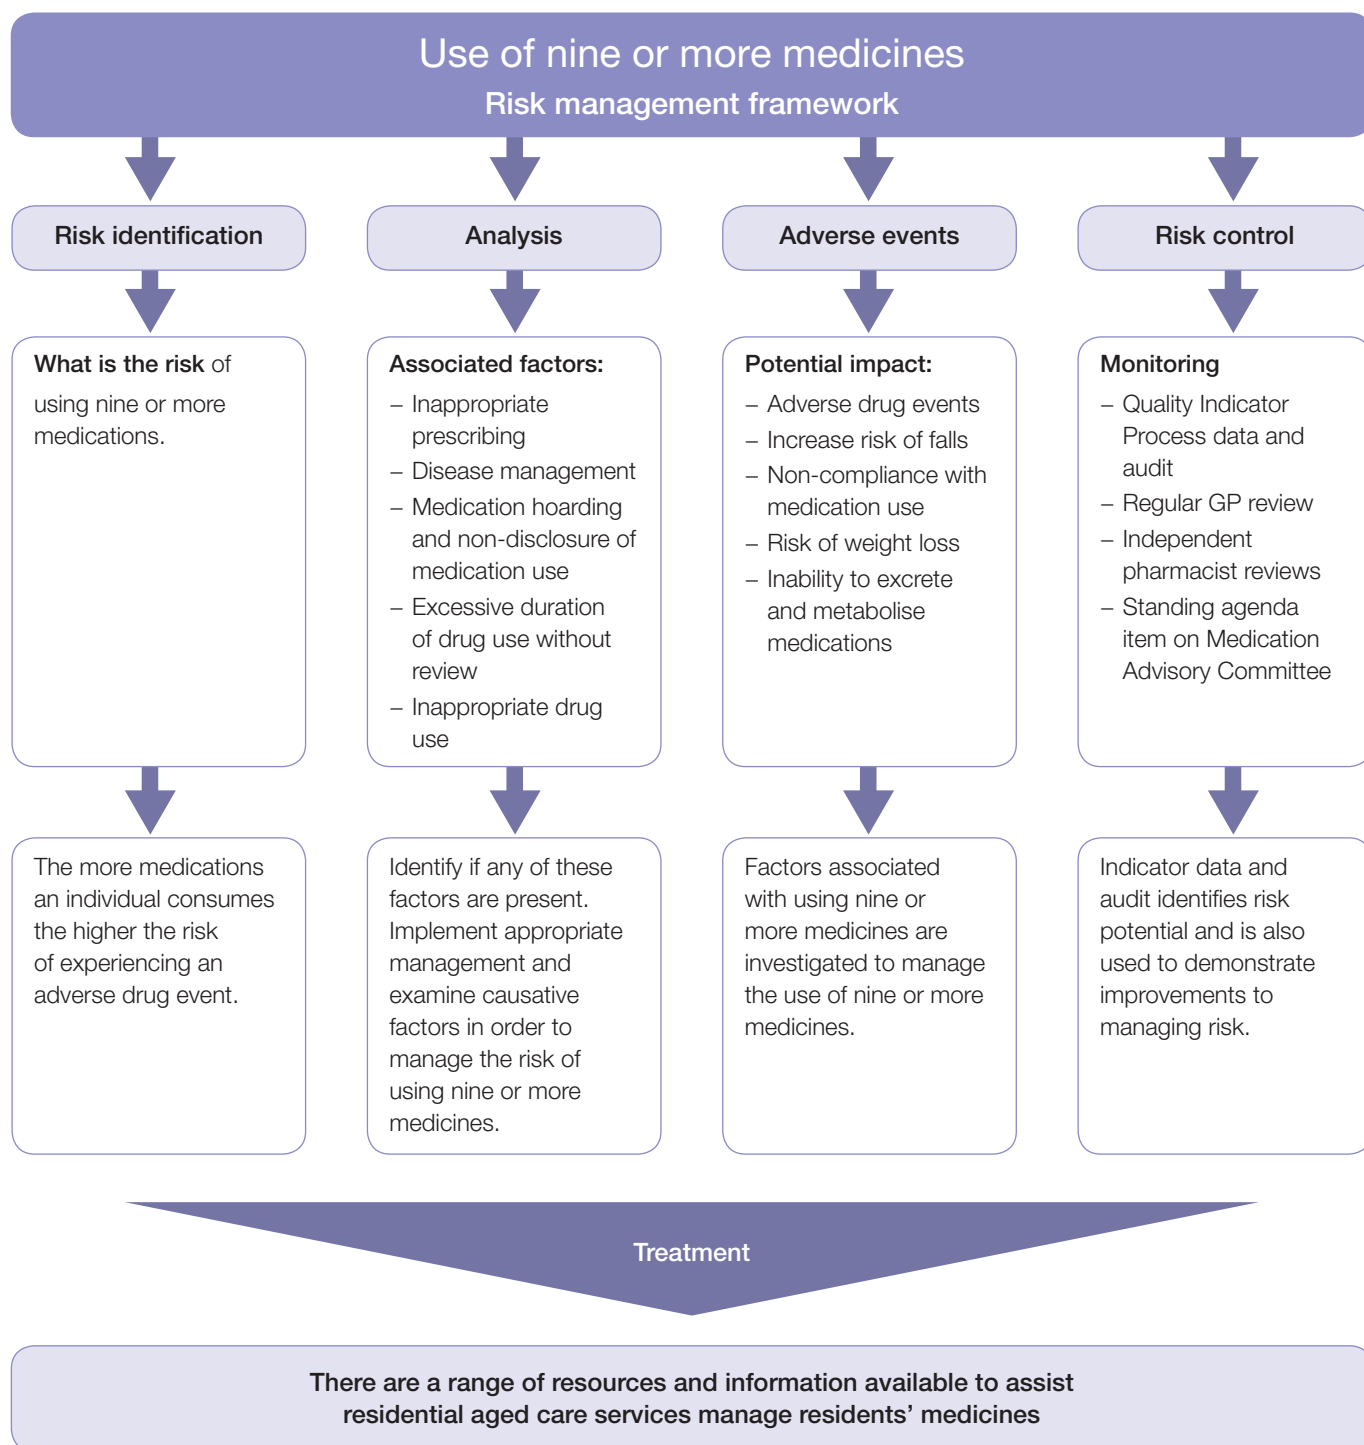 Use of nine or more medicines
Risk management framework
Risk identification
What is the risk of
using nine or more
medications.
The more medications
an individual consumes
the higher the risk
of experiencing an
adverse drug event.
Analysis
Associated factors:
– Inappropriate
prescribing
– Disease management
– Medication hoarding
and non-disclosure of
medication use
– Excessive duration
of drug use without
review
– Inappropriate drug
use
Identify if any of these
factors are present.
Implement appropriate
management and
examine causative
factors in order to
manage the risk of
using nine or more
medicines.
Adverse events
Potential impact:
– Adverse drug events
– Increase risk of falls
– Non-compliance with
medication use
– Risk of weight loss
– Inability to excrete
and metabolise
medications
Factors associated
with using nine or
more medicines are
investigated to manage
the use of nine or more
medicines.
Risk control
Monitoring
– Quality Indicator
Process data and
audit
– Regular GP review
– Independent
pharmacist reviews
– Standing agenda
item on Medication
Advisory Committee
Indicator data and
audit identifies risk
potential and is also
used to demonstrate
improvements to
managing risk.
Treatment
There are a range of resources and information available to assist
residential aged care services manage residents’ medicines